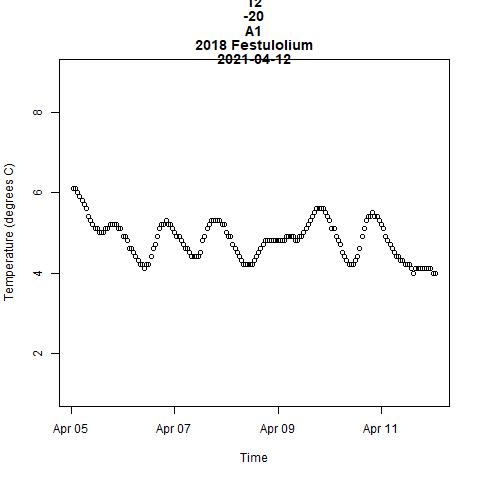 12
-20
A1
2018 Festulolium
2021-04-12
8
6
4
2
Temperature (degrees C)
Apr 05 Apr 07 Apr 09 Apr 11
Time